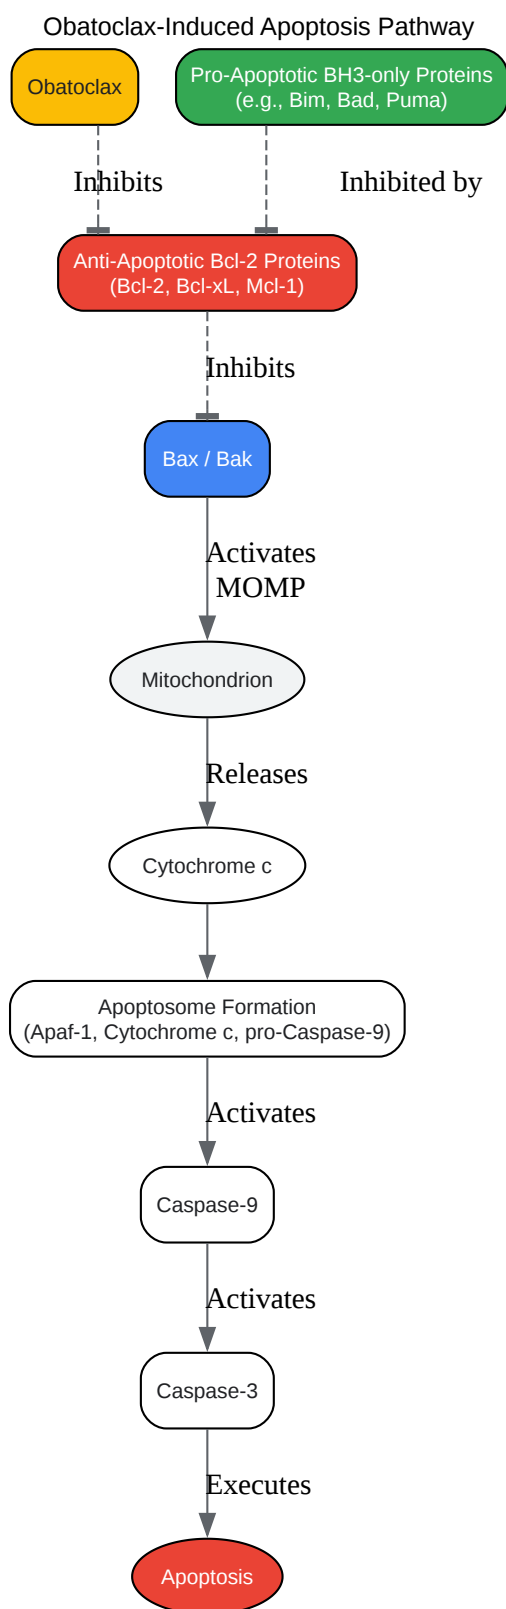 Obatoclax-Induced Apoptosis Pathway
Obatoclax
Pro-Apoptotic BH3-only Proteins
(e.g., Bim, Bad, Puma)
Inhibits
Inhibited by
Anti-Apoptotic Bcl-2 Proteins
(Bcl-2, Bcl-xL, Mcl-1)
Inhibits
Bax / Bak
Activates
MOMP
Mitochondrion
Releases
Cytochrome c
Apoptosome Formation
(Apaf-1, Cytochrome c, pro-Caspase-9)
Activates
Caspase-9
Activates
Caspase-3
Executes
Apoptosis